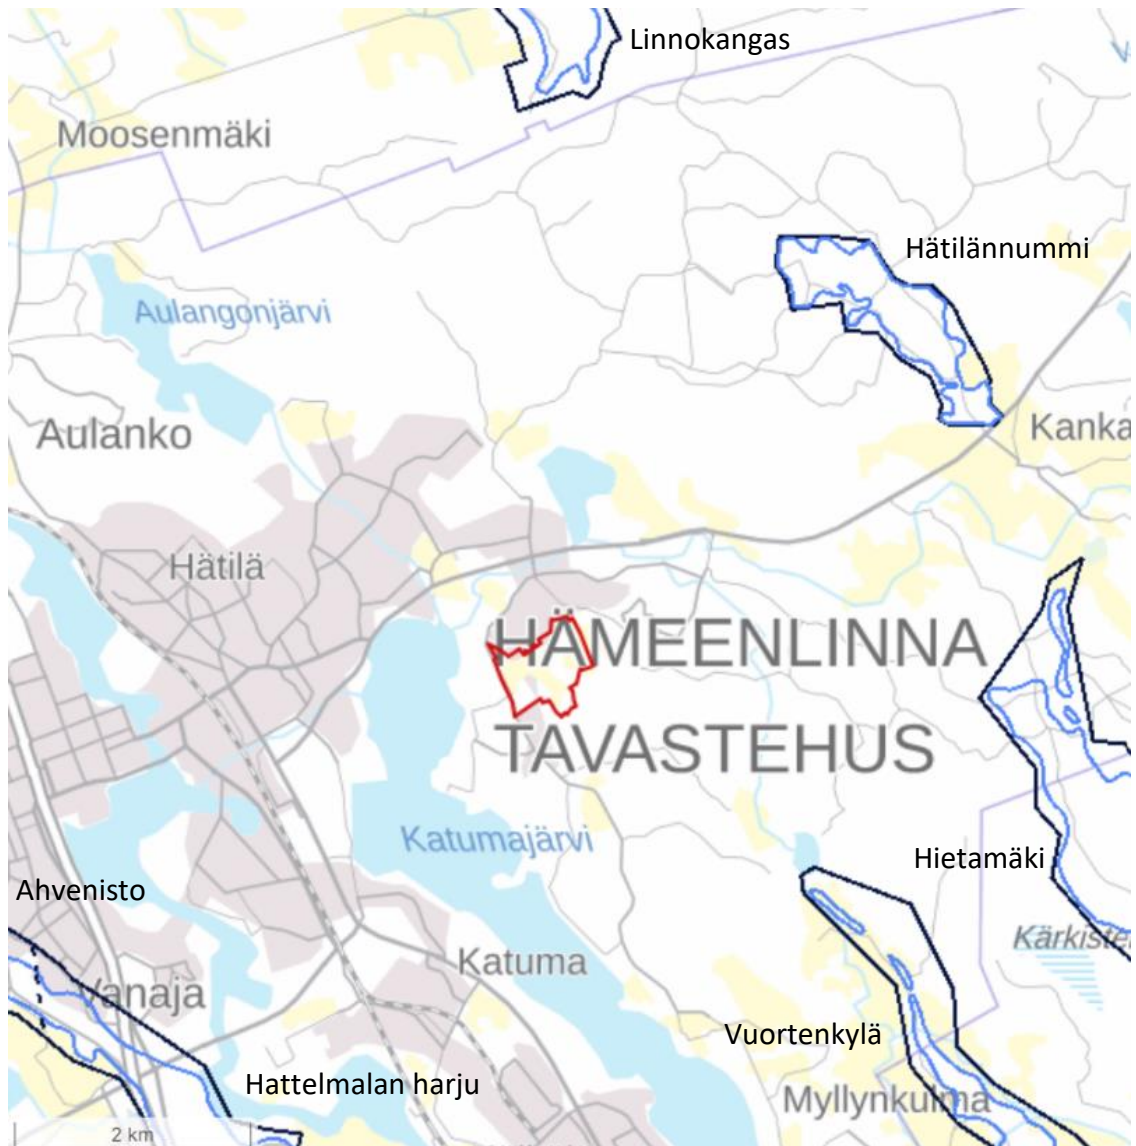 Linnokangas
Moosenmäki
Hätilännummi
Aulangonjärvi
Aulanko
Kanka
Hätilä
HÄMEENLINNA
TAVASTEHUS
Katumajärvi
Hietamäki
Ahvenisto
Kärkiste
Katuma
Vanaja
Vuortenkylä
Hattelmalan harju
Myllynkulma
2 km